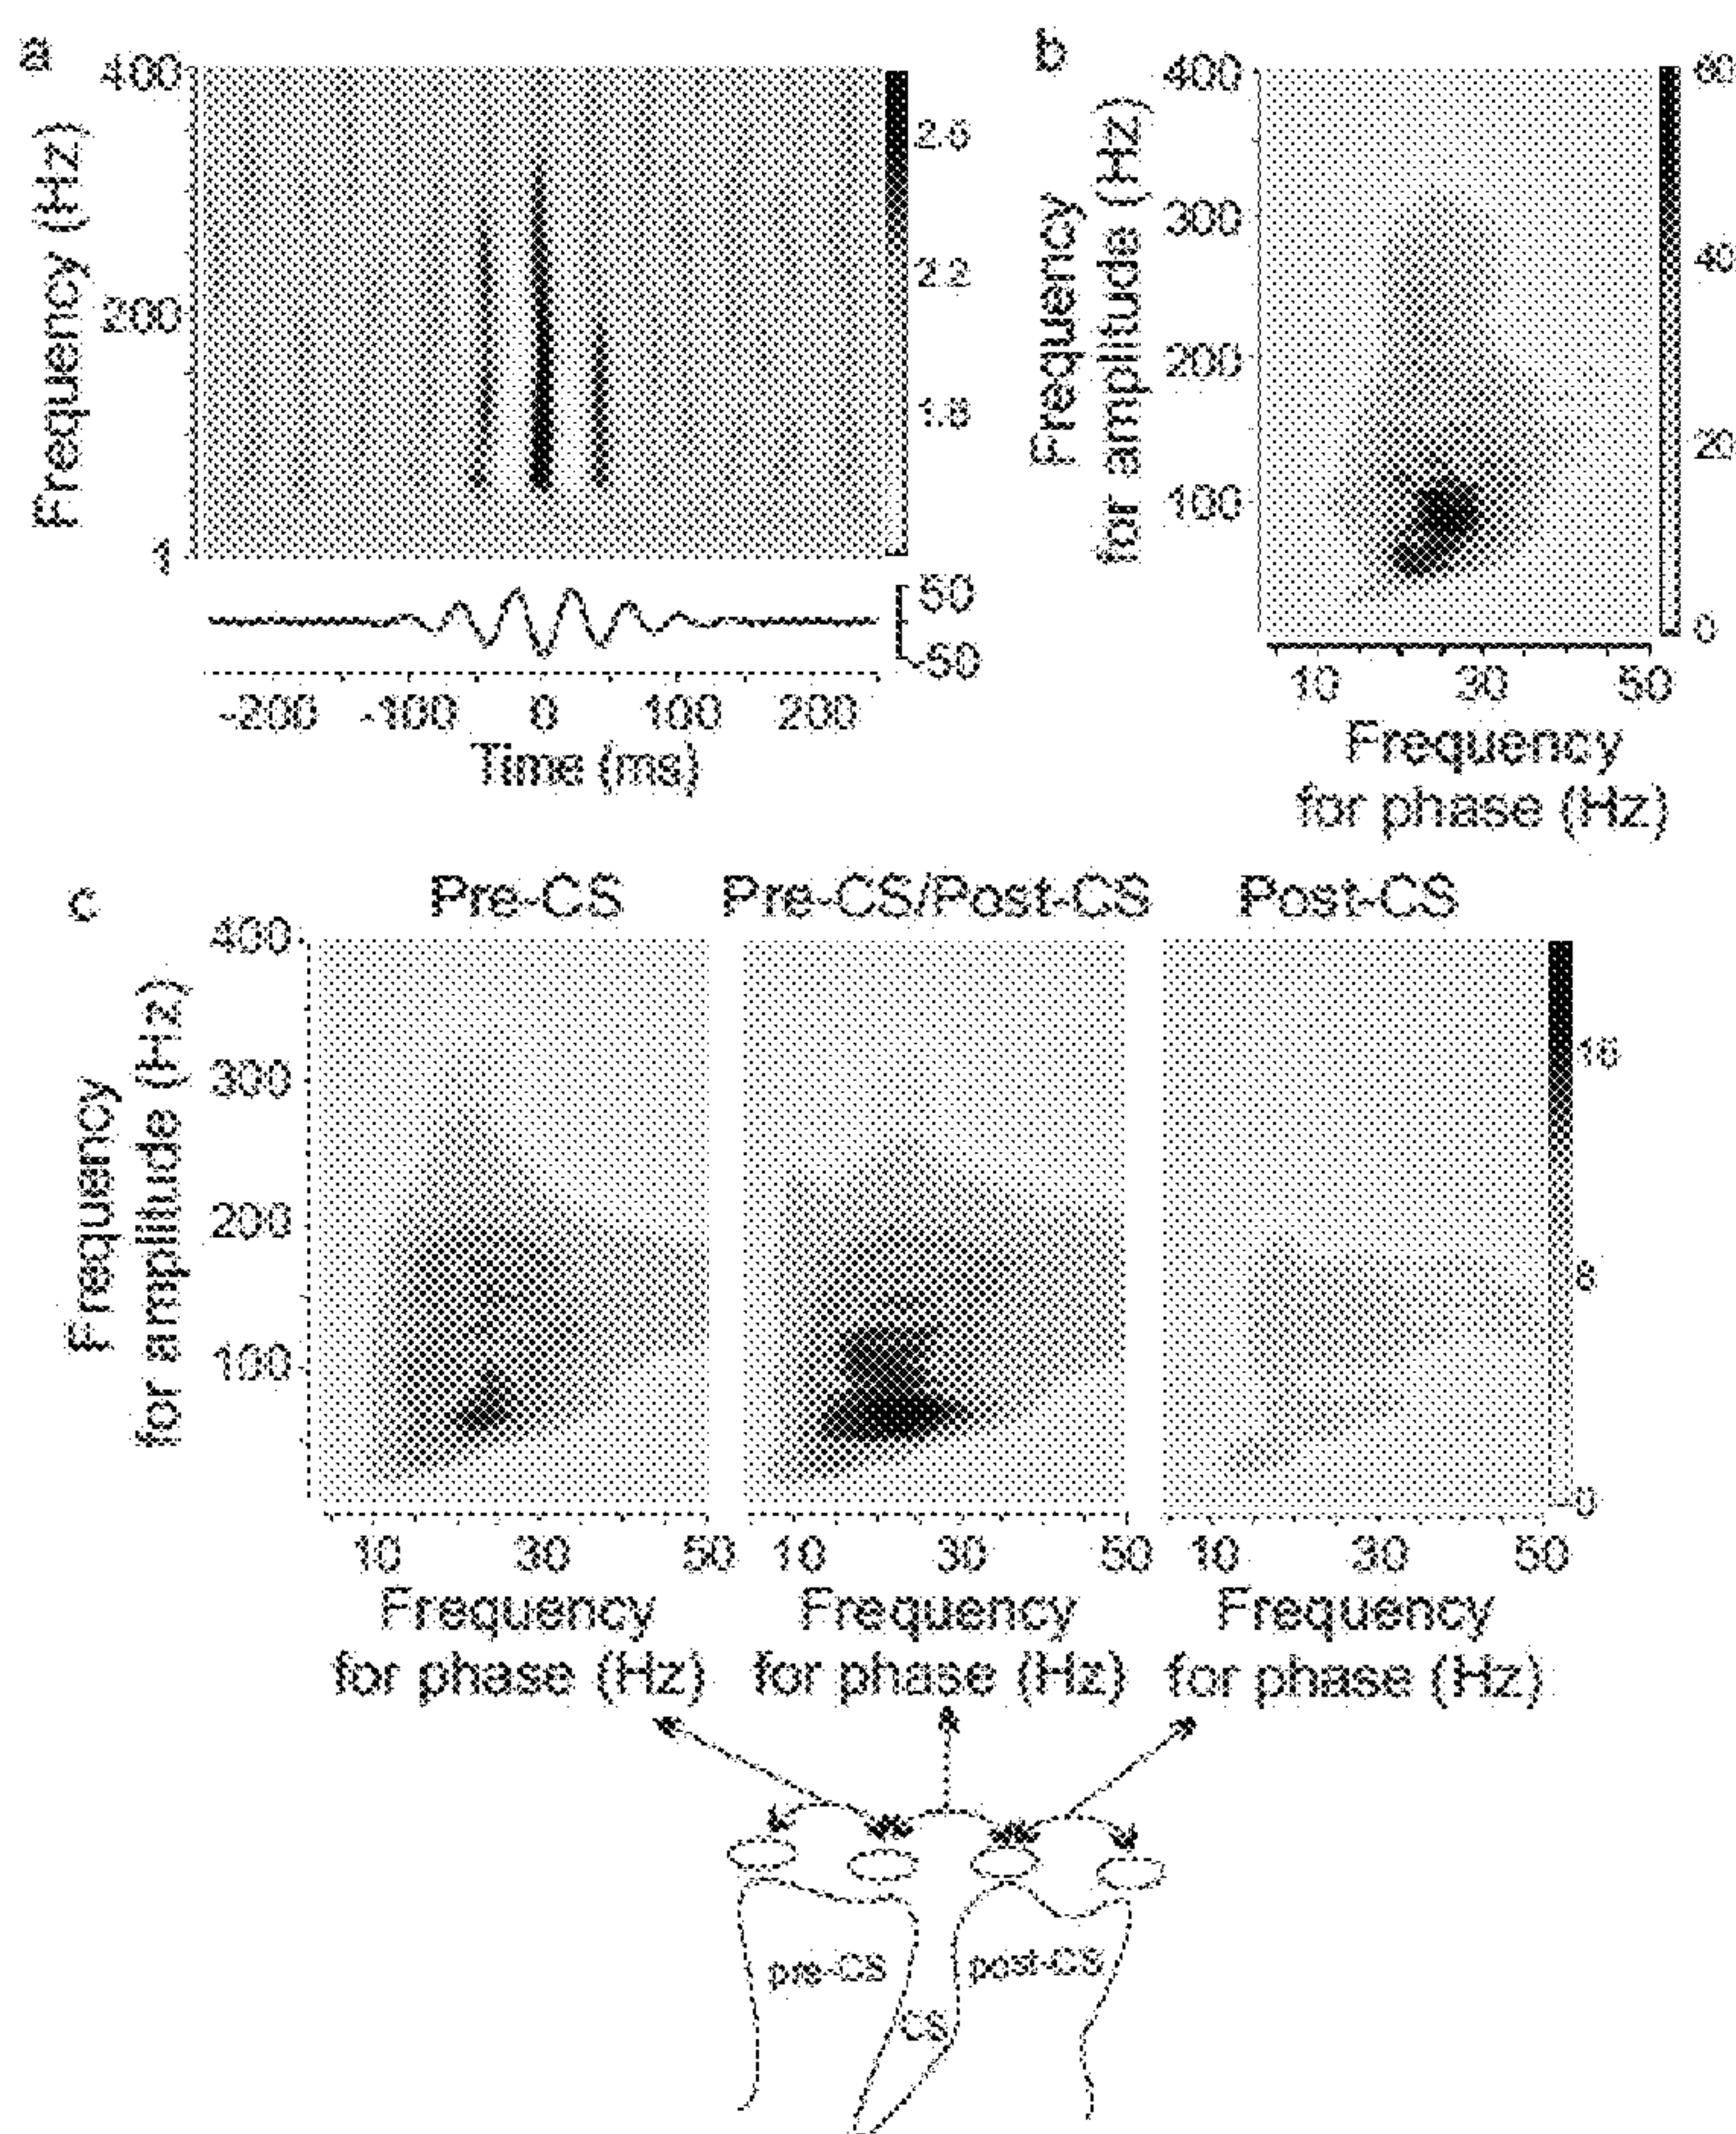 a
400
200
1
Frequency (Hz)
2.6
2.2
1.8
50
-50
-200 -100 0 100 200
Time (ms)
b
400
300
200
100
Frequency
for amplitude (Hz)
60
40
20
0
10 30 50
Frequency
for phase (Hz)
c
Pre-CS Pre-CS/Post-CS Post-CS
400
300
200
100
Frequency
for amplitude (Hz)
0
10 30 50 10 30 50 10 30 50
Frequency Frequency Frequency
for phase (Hz) for phase (Hz) for phase (Hz)
pre-CS post-CS
CS